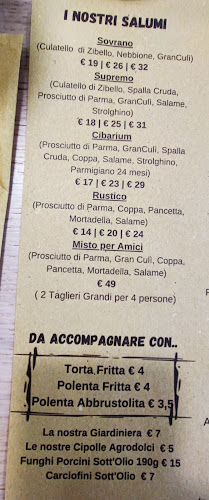 I NOSTRI SALUMI
Sovrano
(Culatello di Zibello, Nebbione, GranCulì)
€ 19 | € 26 | € 32
Supremo
(Culatello di Zibello, Spalla Cruda,
Prosciutto di Parma, GranCulì, Salame,
Strolghino)
€ 18 | € 25 | € 31
Cibarium
(Prosciutto di Parma, GranCulì, Spalla
Cruda, Coppa, Salame, Strolghino,
Parmigiano 24 mesi)
€ 17 | € 23 | € 29
Rustico
(Prosciutto di Parma, Coppa, Pancetta,
Mortadella, Salame)
€ 14 | € 20 | € 24
Misto per Amici
(Prosciutto di Parma, Gran Culì, Coppa,
Pancetta, Mortadella, Salame)
€ 49
( 2 Taglieri Grandi per 4 persone)
DA ACCOMPAGNARE CON..
Torta Fritta € 4
Polenta Fritta € 4
Polenta Abbrustolita € 3,5
La nostra Giardiniera € 7
Le nostre Cipolle Agrodolci € 5
Funghi Porcini Sott'Olio 190g € 15
Carciofini Sott'Olio € 7